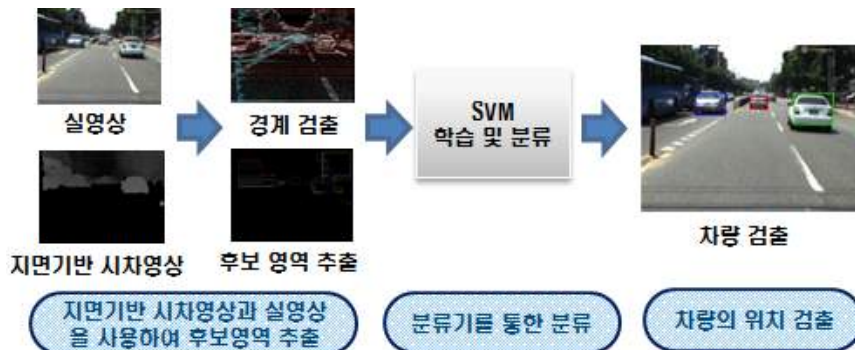 실영상
경계 검출
SVM
학습 및 분류
차량 검출
지면기반 시차영상
후보 영역 추출
지면기반 시차영상과 실영상
을 사용하여 후보영역 추출
분류기를 통한 분류
차량의 위치 검출